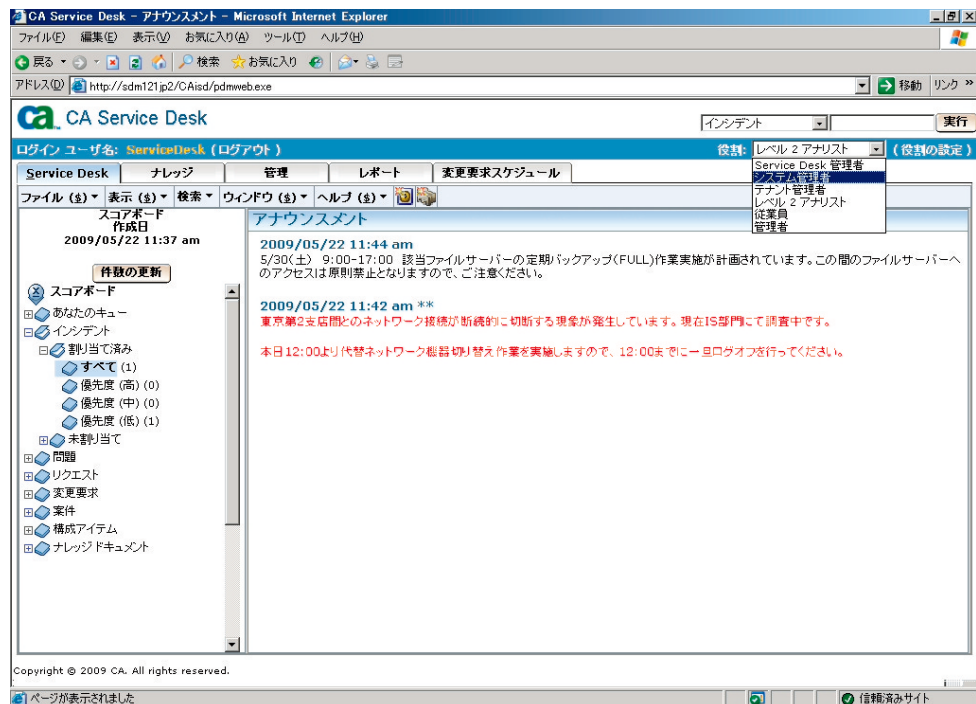 CA Service Desk - アナウンスメント - Microsoft Internet Explorer
ファイル(F) 編集(E) 表示(V) お気に入り(A) ツール(T) ヘルプ(H)
戻る 検索 お気に入り
アドレス(D) http://sdm121jp2/CAisd/pdmweb.exe 移動 リンク »
ca CA Service Desk
インシデント 実行
ログイン ユーザ名: ServiceDesk (ログアウト) 役割: レベル 2 アナリスト (役割の設定)
Service Desk ナレッジ 管理 レポート 変更要求スケジュール
Service Desk 管理者
システム管理者
テナント管理者
レベル 2 アナリスト
従業員
管理者
ファイル ($) 表示 ($) 検索 ウィンドウ ($) ヘルプ ($)
スコアボード
作成日
2009/05/22 11:37 am
件数の更新
スコアボード
あなたのキュー
インシデント
割り当て済み
すべて (1)
優先度 (高) (0)
優先度 (中) (0)
優先度 (低) (1)
未割り当て
問題
リクエスト
変更要求
案件
構成アイテム
ナレッジ ドキュメント
アナウンスメント
2009/05/22 11:44 am
5/30(土) 9:00-17:00 該当ファイルサーバーの定期バックアップ(FULL)作業実施が計画されています。この間のファイルサーバーへ
のアクセスは原則禁止となりますので、ご注意ください。
2009/05/22 11:42 am **
東京第2支店間とのネットワーク接続が断続的に切断する現象が発生しています。現在IS部門にて調査中です。
本日12:00より代替ネットワーク機器切り替え作業を実施しますので、12:00までに一旦ログオフを行ってください。
Copyright © 2009 CA. All rights reserved.
ページが表示されました 信頼済みサイト